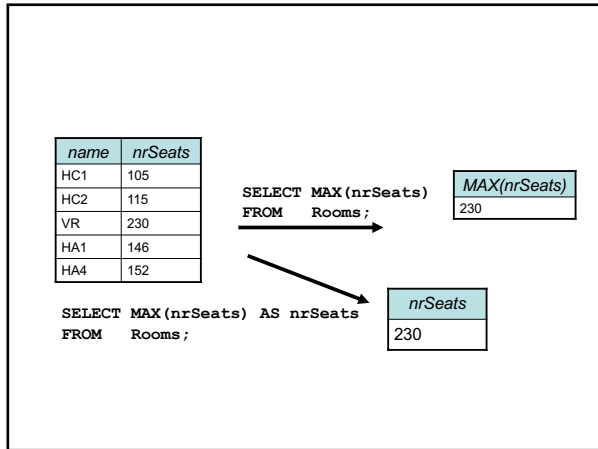 name nrSeats
HC1 105
HC2 115
VR 230
HA1 146
HA4 152
SELECT MAX(nrSeats)
FROM Rooms;
MAX(nrSeats)
230
SELECT MAX(nrSeats) AS nrSeats
FROM Rooms;
nrSeats
230